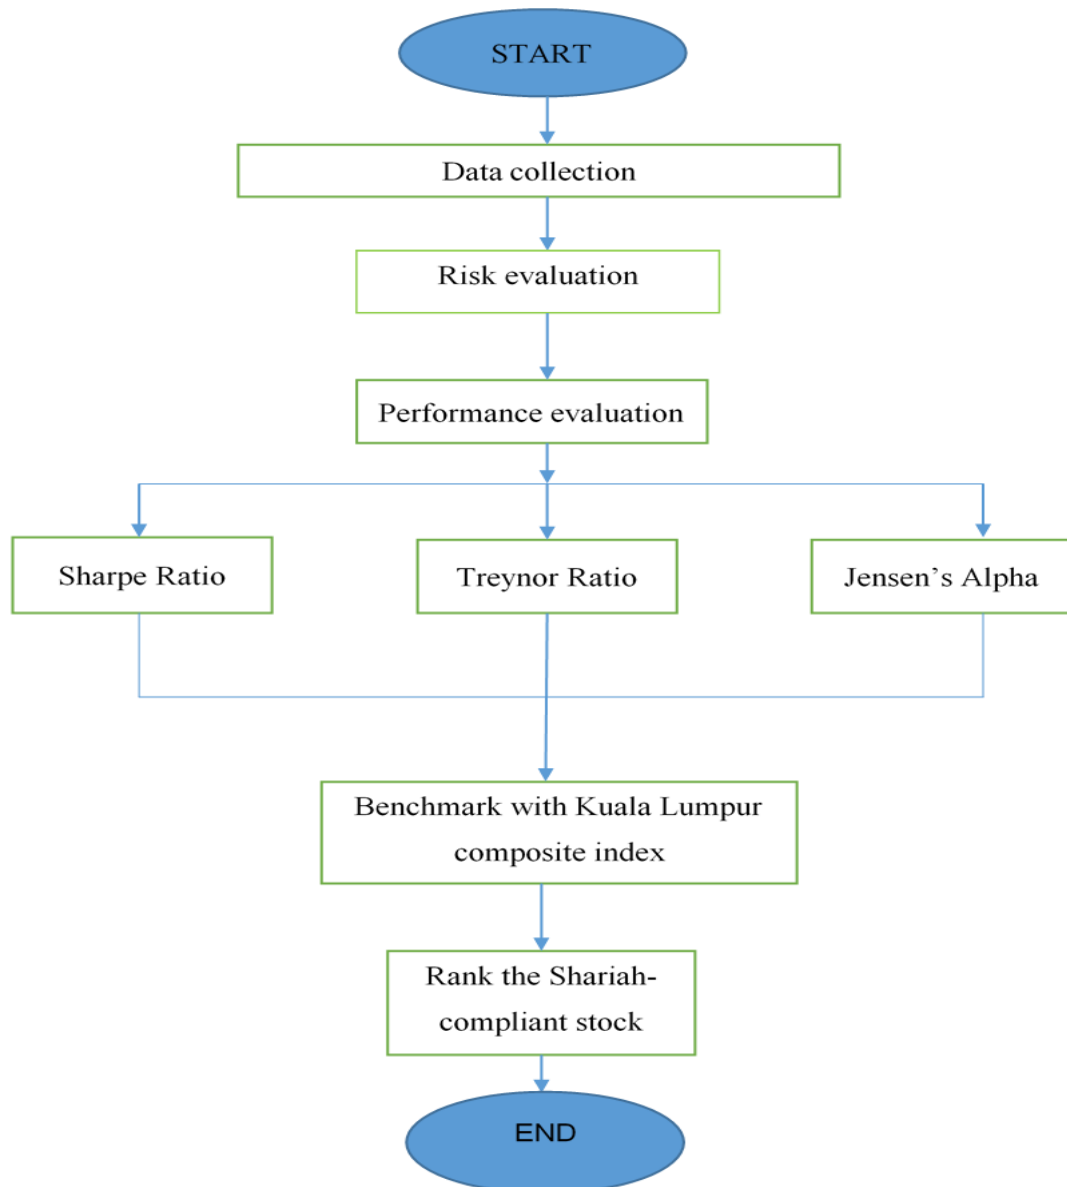 START
Data collection
Risk evaluation
Performance evaluation
Sharpe Ratio
Treynor Ratio
Jensen’s Alpha
Benchmark with Kuala Lumpur
composite index
Rank the Shariah-
compliant stock
END